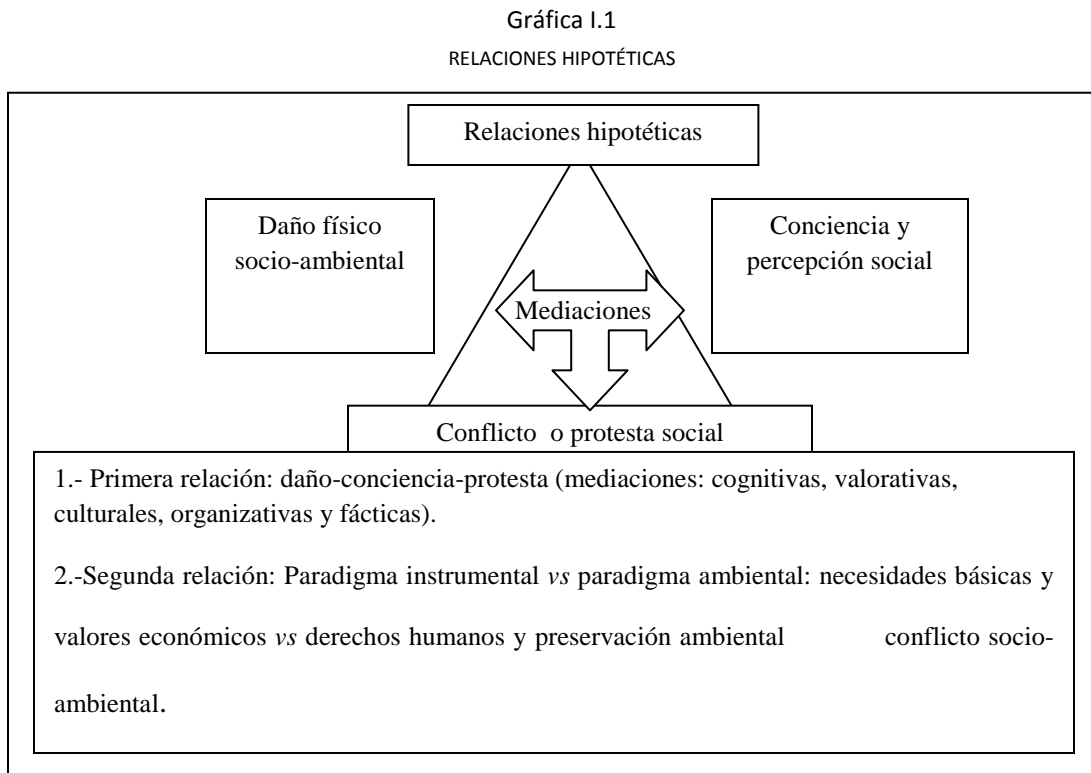 Gráfica I.1
RELACIONES HIPOTÉTICAS
Relaciones hipotéticas
Daño físico
socio-ambiental
Conciencia y
percepción social
Mediaciones
Conflicto o protesta social
1.- Primera relación: daño-conciencia-protesta (mediaciones: cognitivas, valorativas,
culturales, organizativas y fácticas).
2.-Segunda relación: Paradigma instrumental vs paradigma ambiental: necesidades básicas y
valores económicos vs derechos humanos y preservación ambiental conflicto socio-
ambiental.